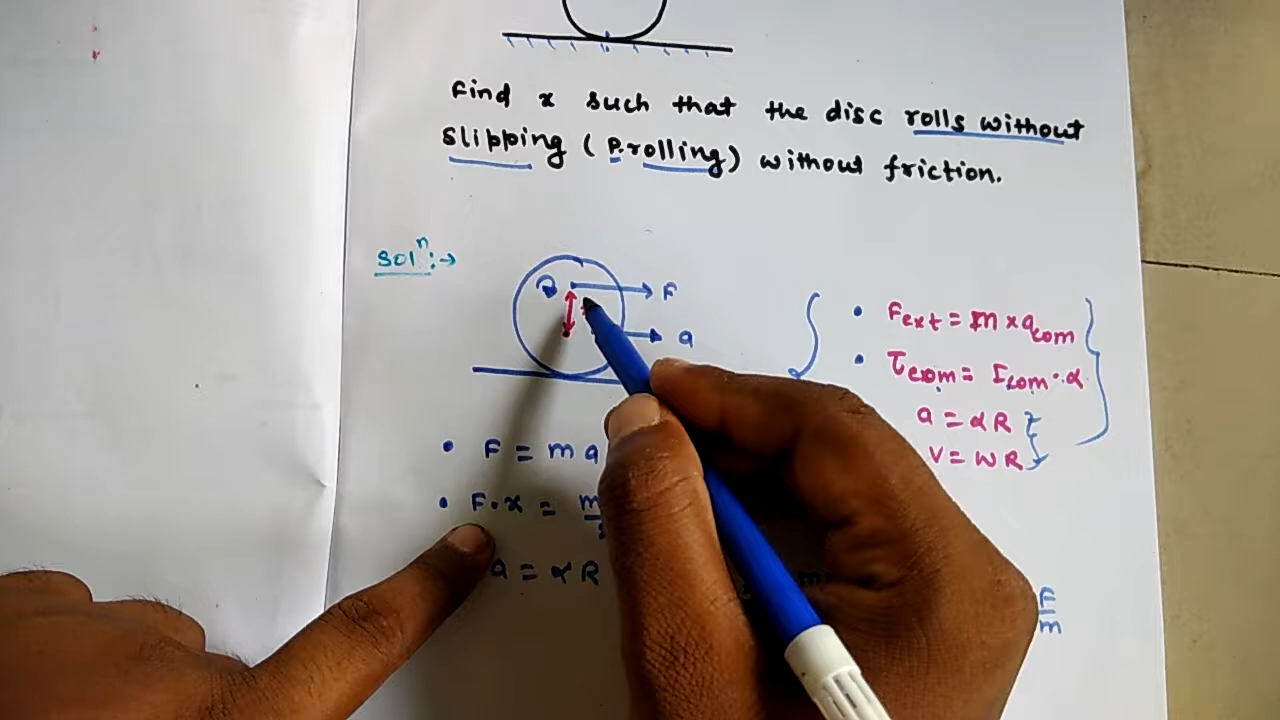 Find x such that the disc rolls without
slipping (P.rolling) without friction.
Solⁿ:→
F
a
• Fext = m × acom
• τcom = Icom · α
a = αR
v = ωR
• F = ma
• F·x = m
a = αR
F
m